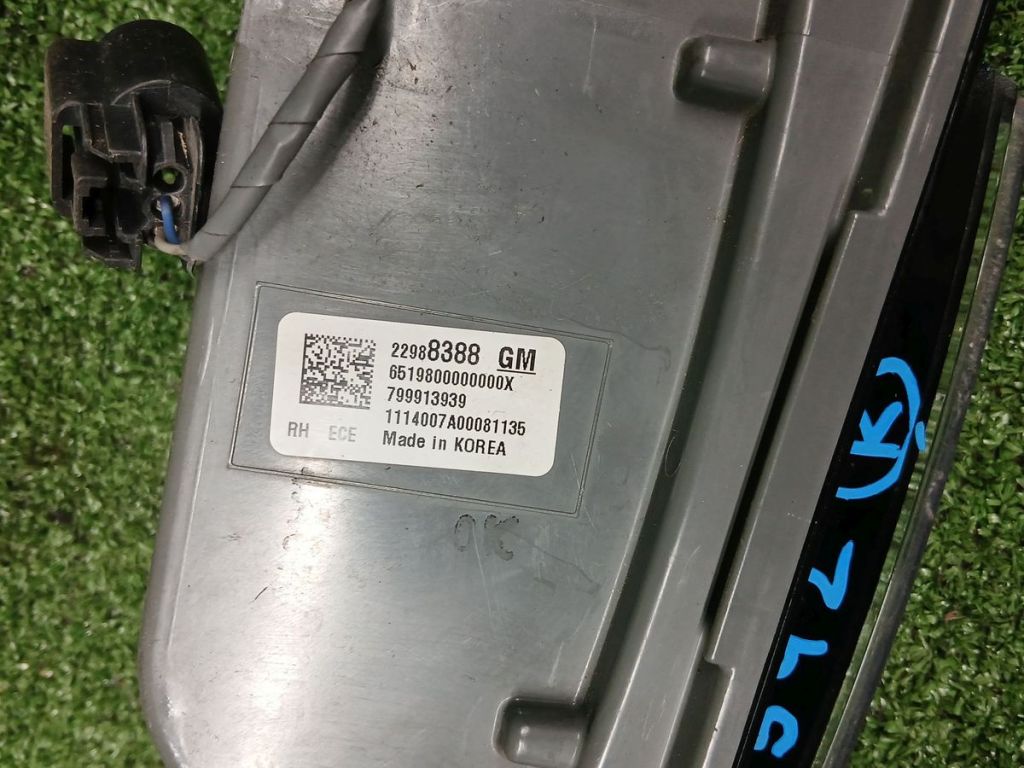 22988388 GM
6519800000000X
799913939
1114007A00081135
RH ECE Made in KOREA
(K)